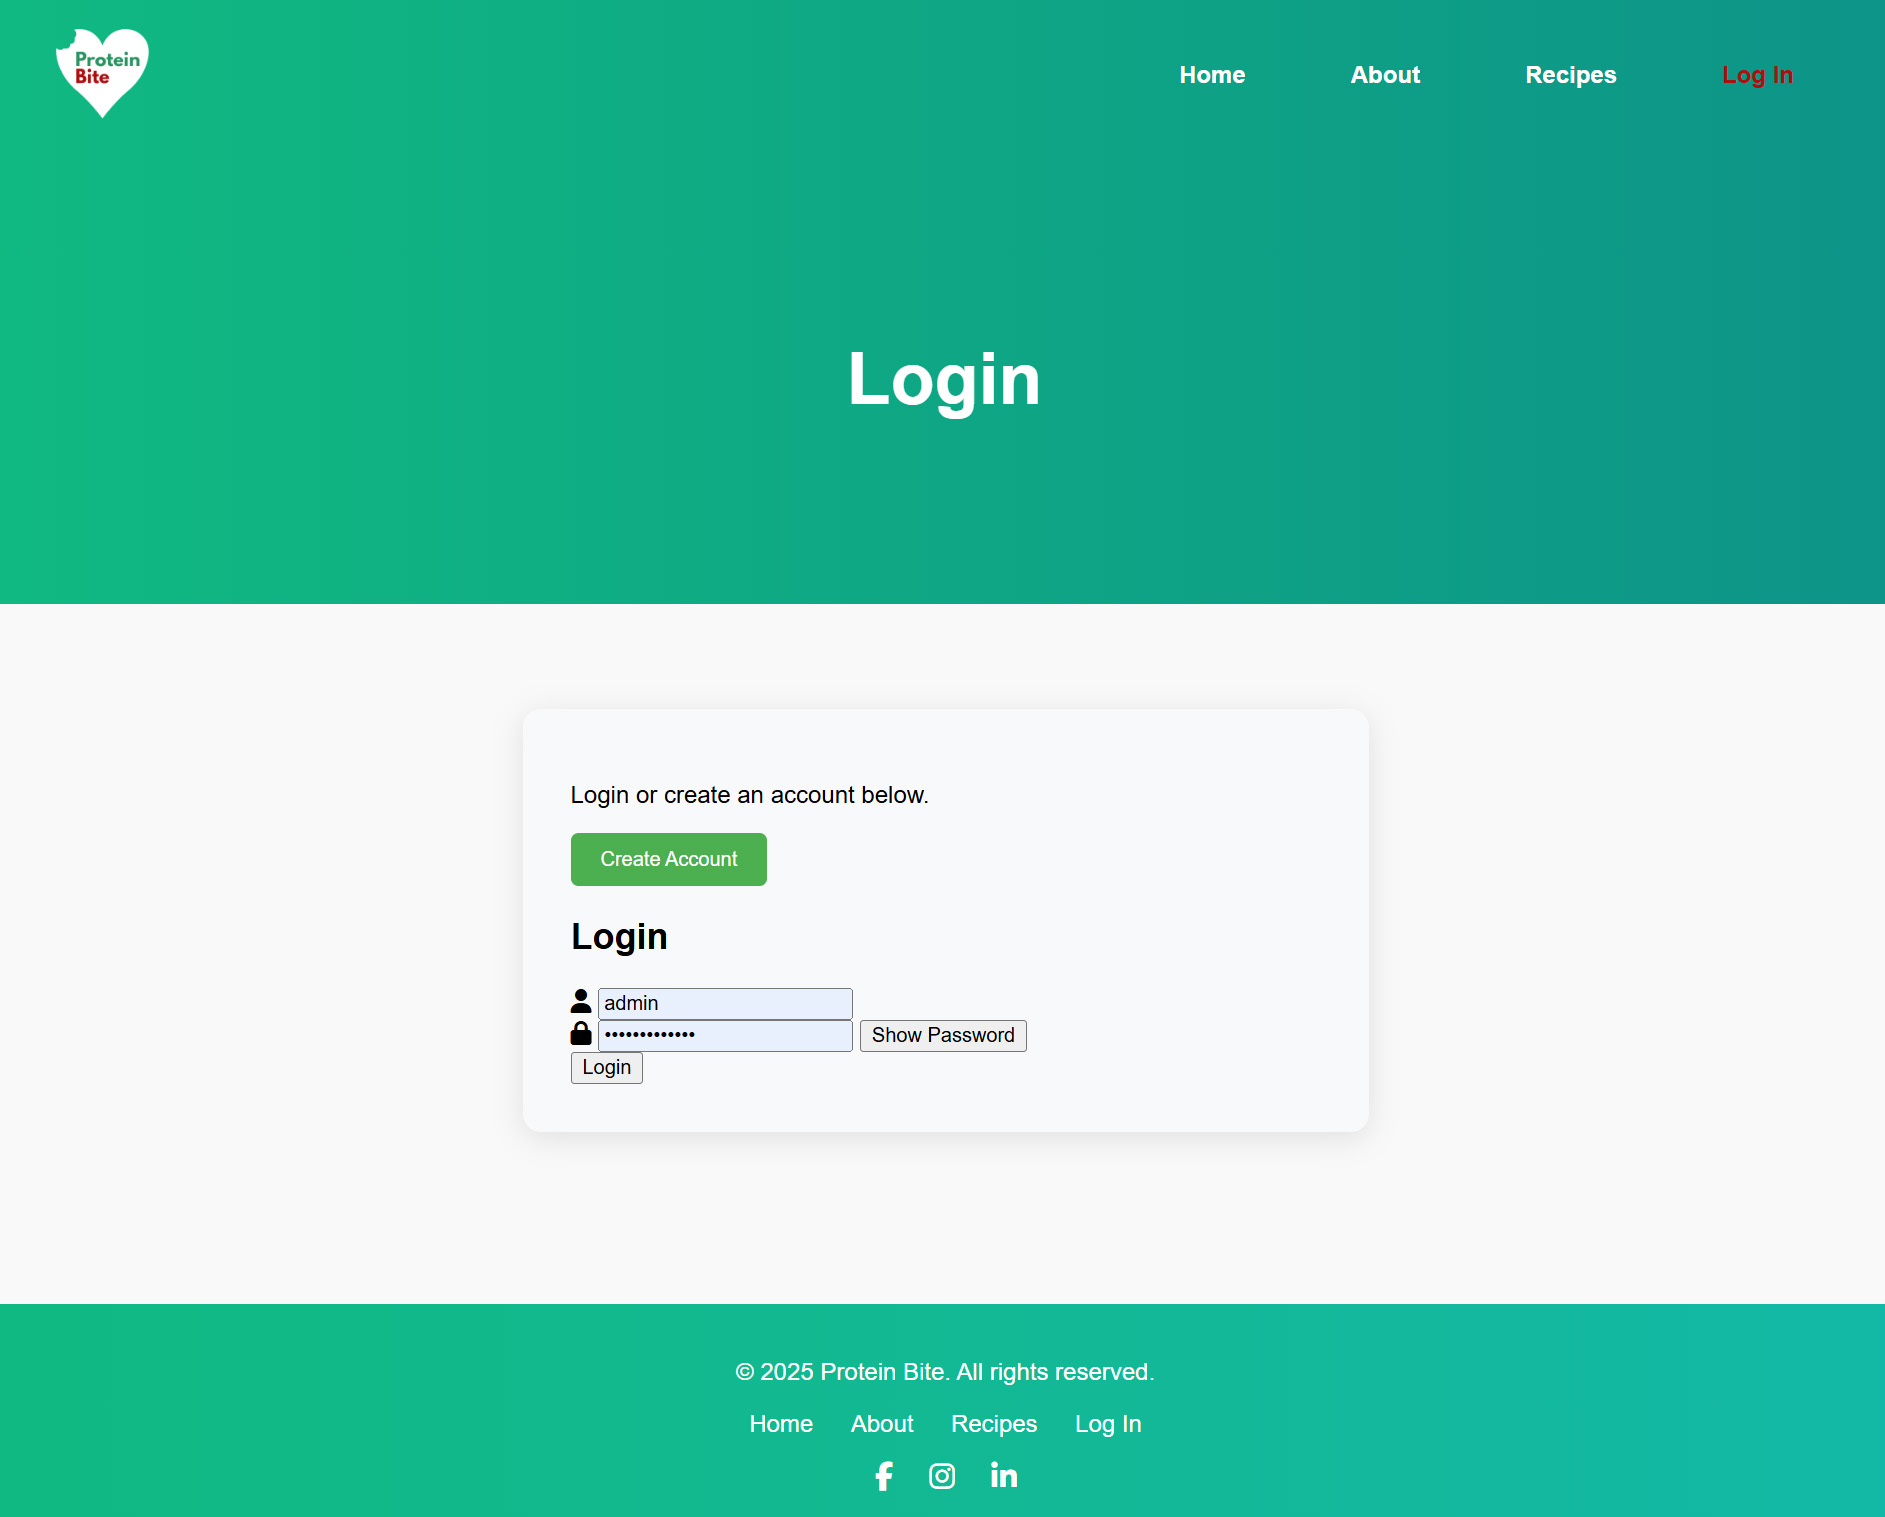 Protein
Bite
Home About Recipes Log In
Login
Login or create an account below.
Create Account
Login
admin
••••••••••••• Show Password
Login
© 2025 Protein Bite. All rights reserved.
Home About Recipes Log In